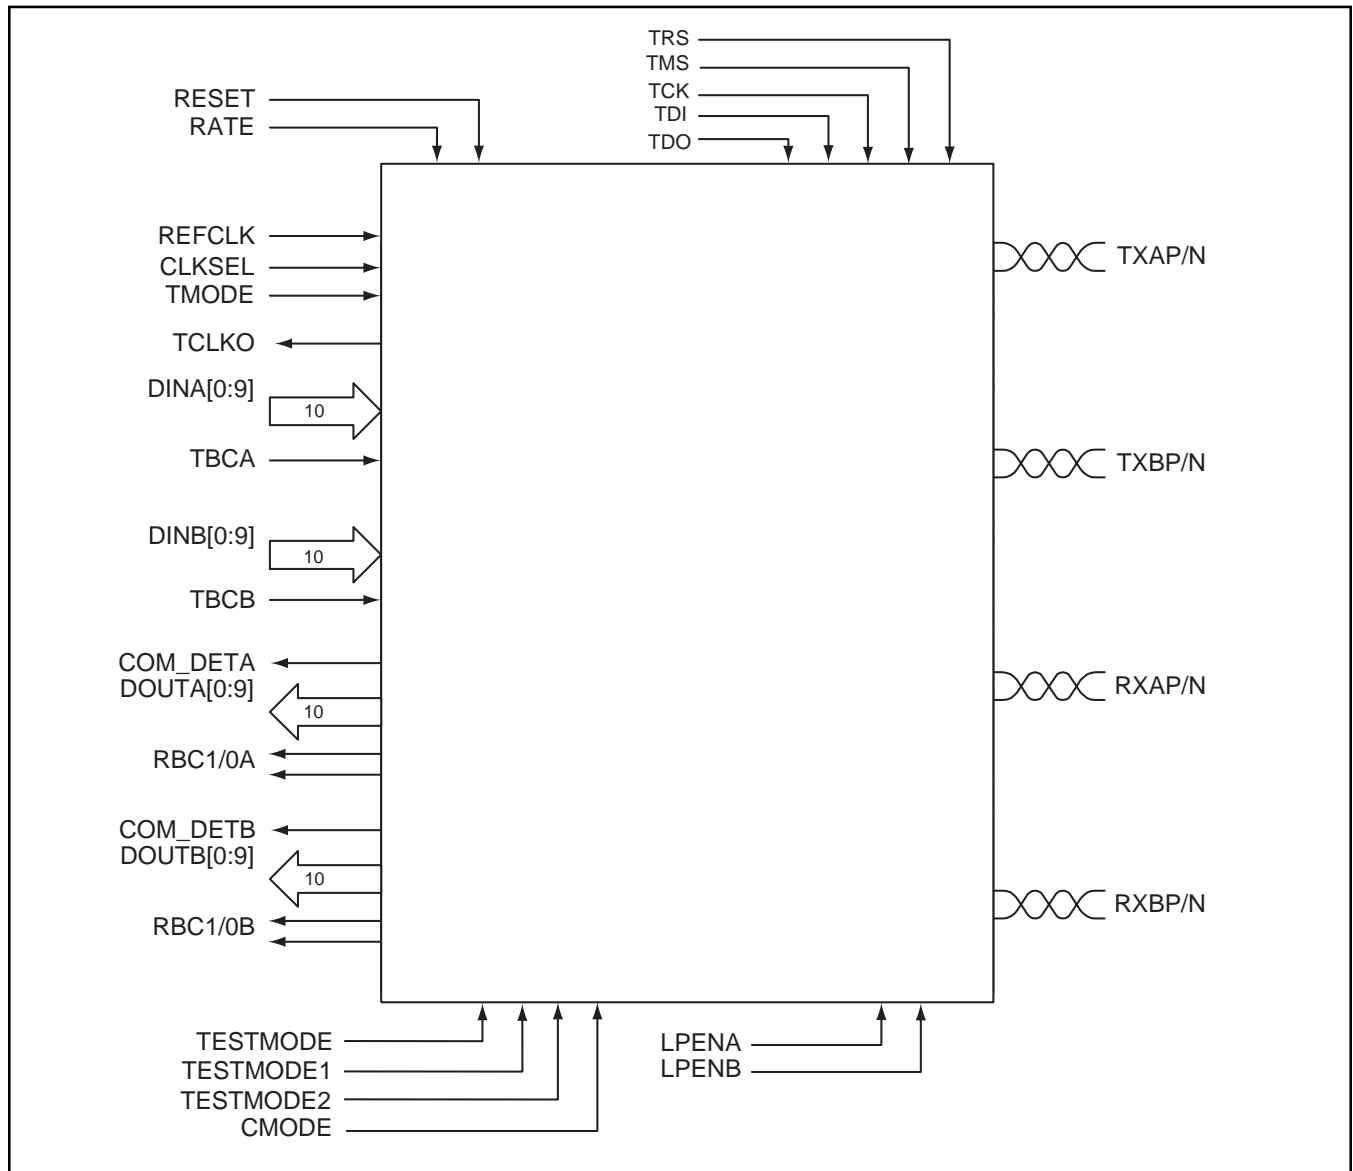 TRS
TMS
TCK
TDI
TDO
RESET
RATE
REFCLK
CLKSEL
TMODE
TCLKO
DINA[0:9]
10
TBCA
DINB[0:9]
10
TBCB
COM_DETA
DOUTA[0:9]
10
RBC1/0A
COM_DETB
DOUTB[0:9]
10
RBC1/0B
TXAP/N
TXBP/N
RXAP/N
RXBP/N
TESTMODE
TESTMODE1
TESTMODE2
CMODE
LPENA
LPENB